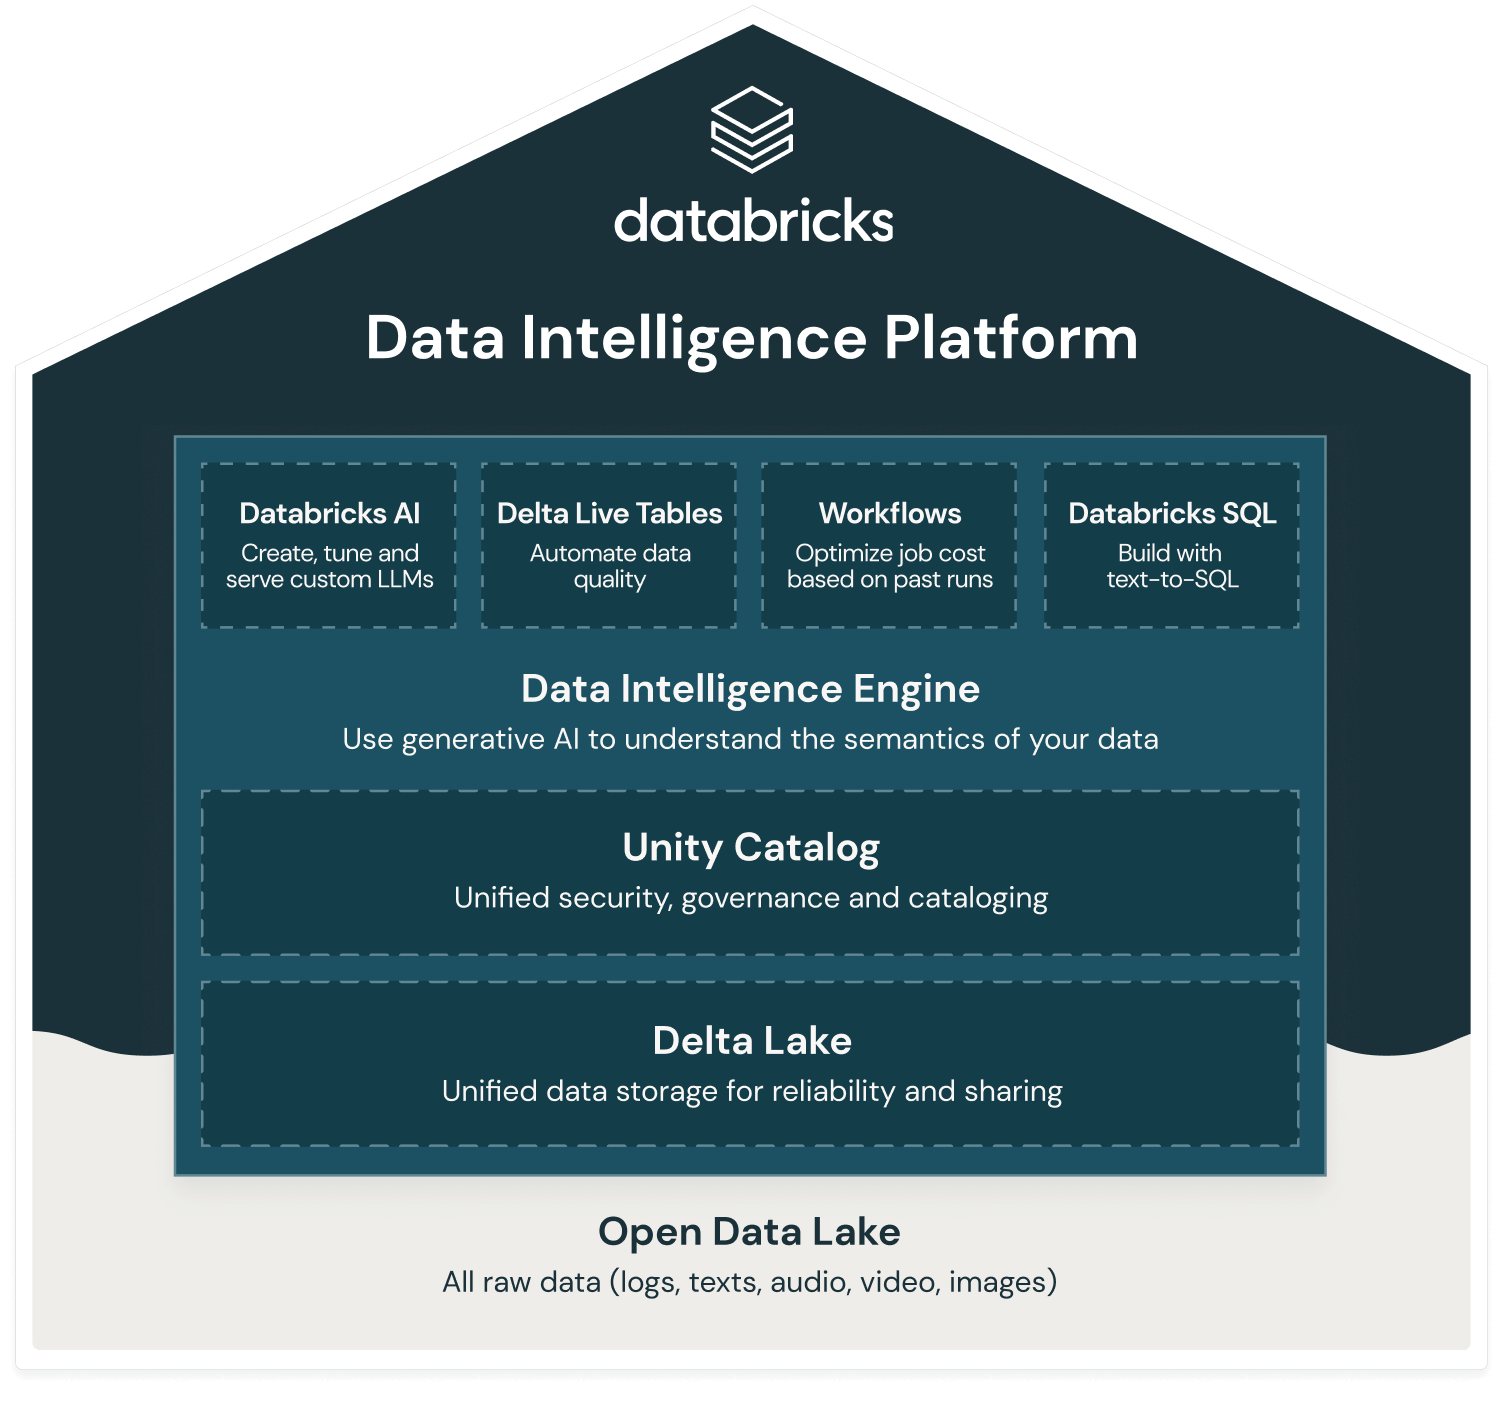 databricks
Data Intelligence Platform
Databricks AI
Create, tune and
serve custom LLMs
Delta Live Tables
Automate data
quality
Workflows
Optimize job cost
based on past runs
Databricks SQL
Build with
text-to-SQL
Data Intelligence Engine
Use generative AI to understand the semantics of your data
Unity Catalog
Unified security, governance and cataloging
Delta Lake
Unified data storage for reliability and sharing
Open Data Lake
All raw data (logs, texts, audio, video, images)